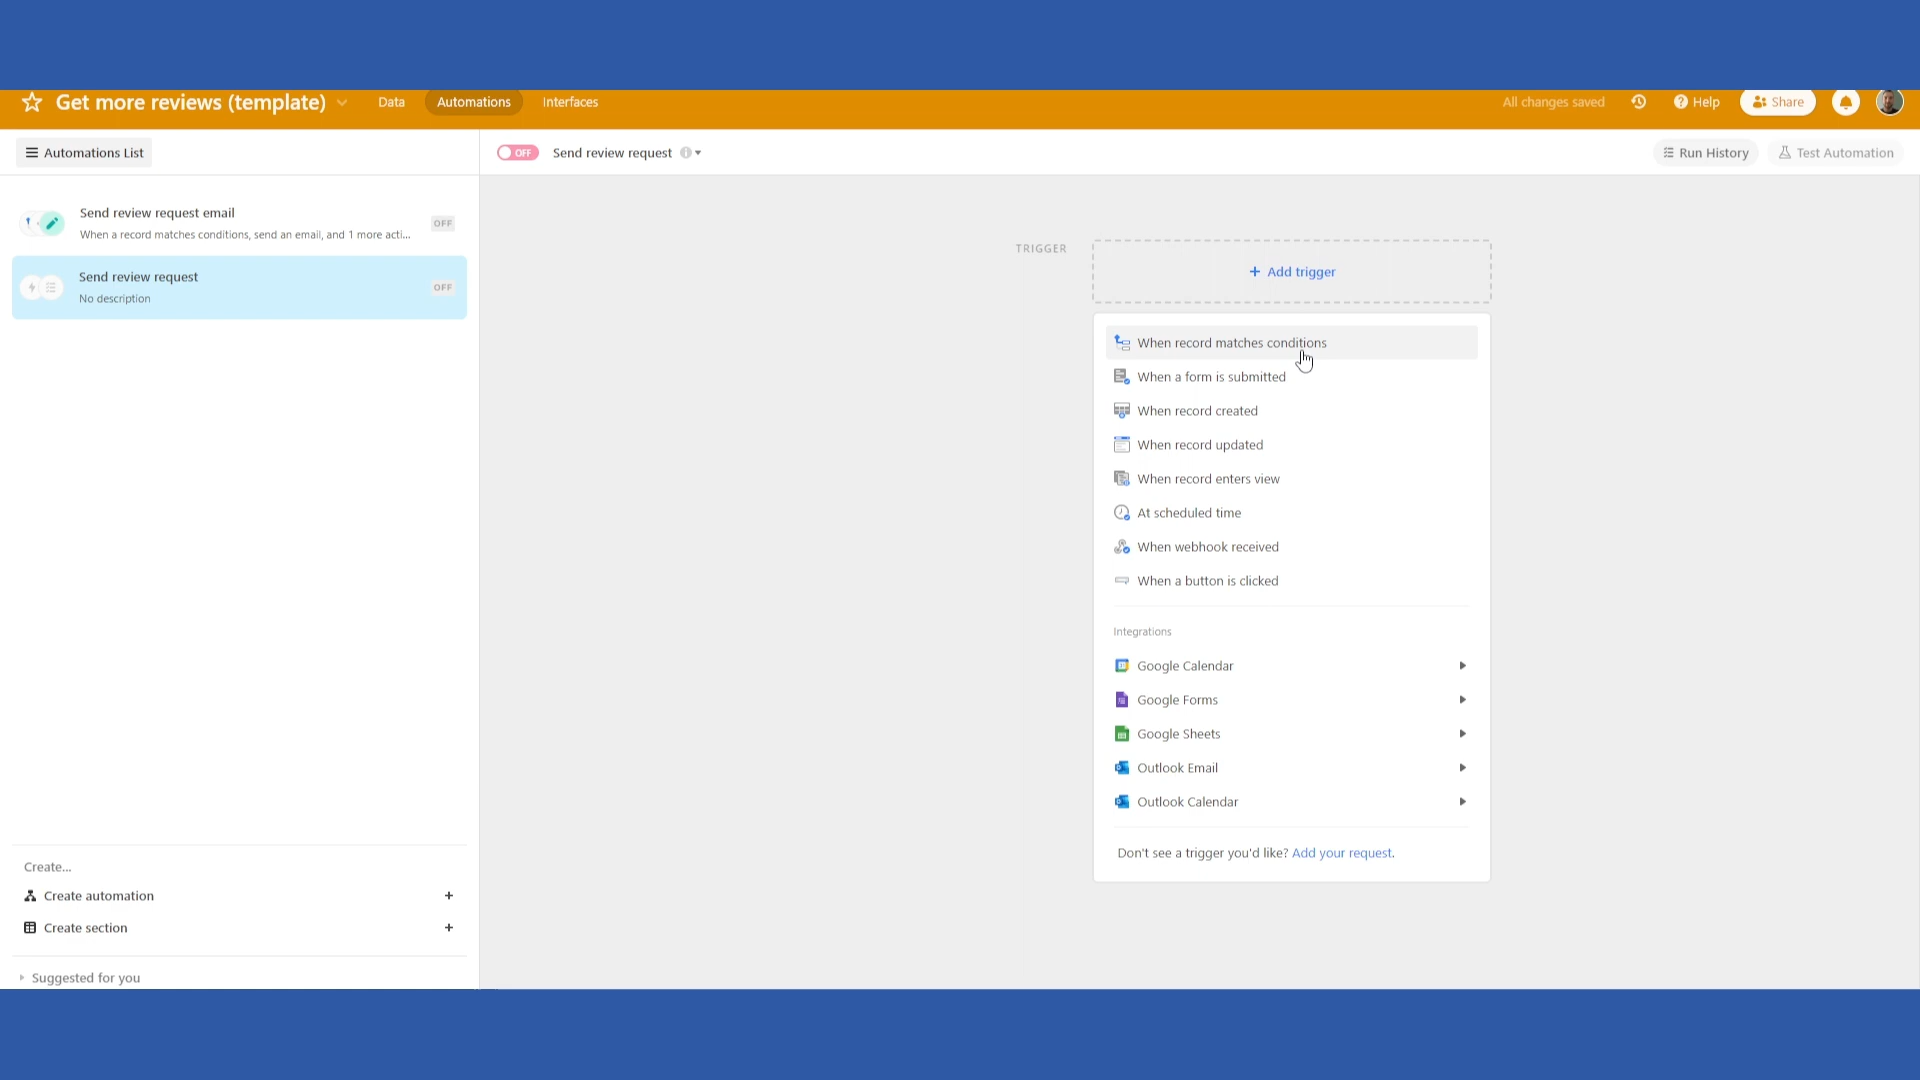 Get more reviews (template)
Data
Automations
Interfaces
All changes saved
Help
Share
Automations List
OFF
Send review request
Run History
Test Automation
Send review request email
When a record matches conditions, send an email, and 1 more acti...
OFF
Send review request
No description
OFF
TRIGGER
+ Add trigger
When record matches conditions
When a form is submitted
When record created
When record updated
When record enters view
At scheduled time
When webhook received
When a button is clicked
Integrations
Google Calendar
Google Forms
Google Sheets
Outlook Email
Outlook Calendar
Don't see a trigger you'd like? Add your request.
Create...
Create automation +
Create section +
Suggested for you